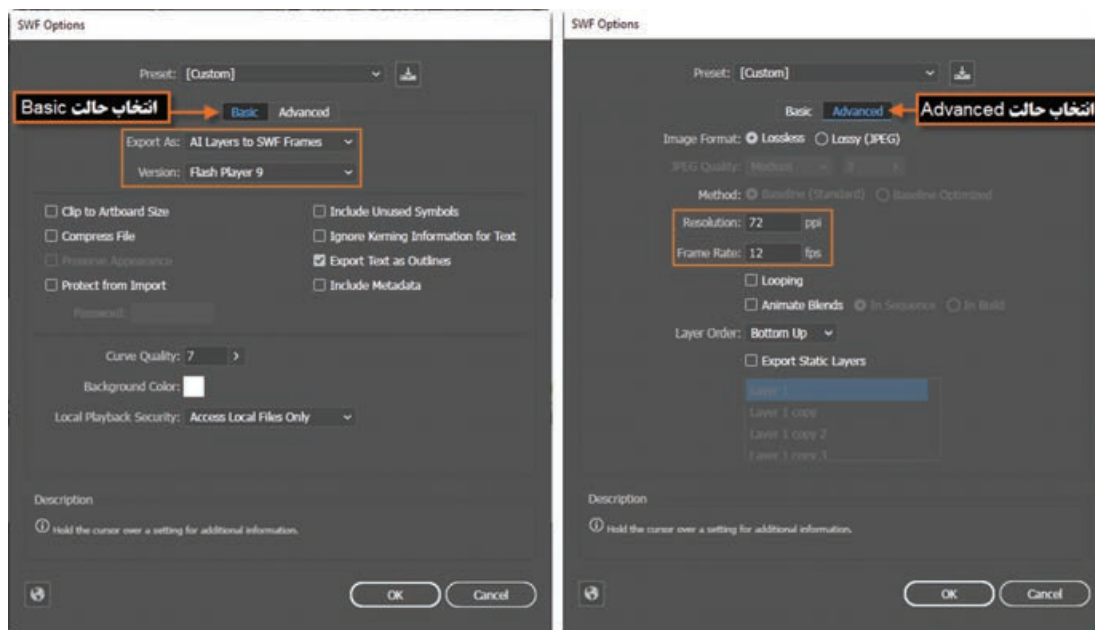 SWF Options
Preset: [Custom]
انتخاب حالت Basic
Basic Advanced
Export As: AI Layers to SWF Frames
Version: Flash Player 9
Clip to Artboard Size
Include Unused Symbols
Compress File
Ignore Kerning Information for Text
Preserve Appearance
Export Text as Outlines
Protect from Import
Include Metadata
Password:
Curve Quality: 7
Background Color:
Local Playback Security: Access Local Files Only
Description
Hold the cursor over a setting for additional information.
OK Cancel
SWF Options
Preset: [Custom]
Basic Advanced
انتخاب حالت Advanced
Image Format: Lossless Lossy (JPEG)
JPEG Quality: Medium
Method: Baseline (Standard) Baseline Optimized
Resolution: 72 ppi
Frame Rate: 12 fps
Looping
Animate Blends In Sequence In Build
Layer Order: Bottom Up
Export Static Layers
Layer 1
Layer 1 copy
Layer 1 copy 2
Layer 1 copy 3
Description
Hold the cursor over a setting for additional information.
OK Cancel